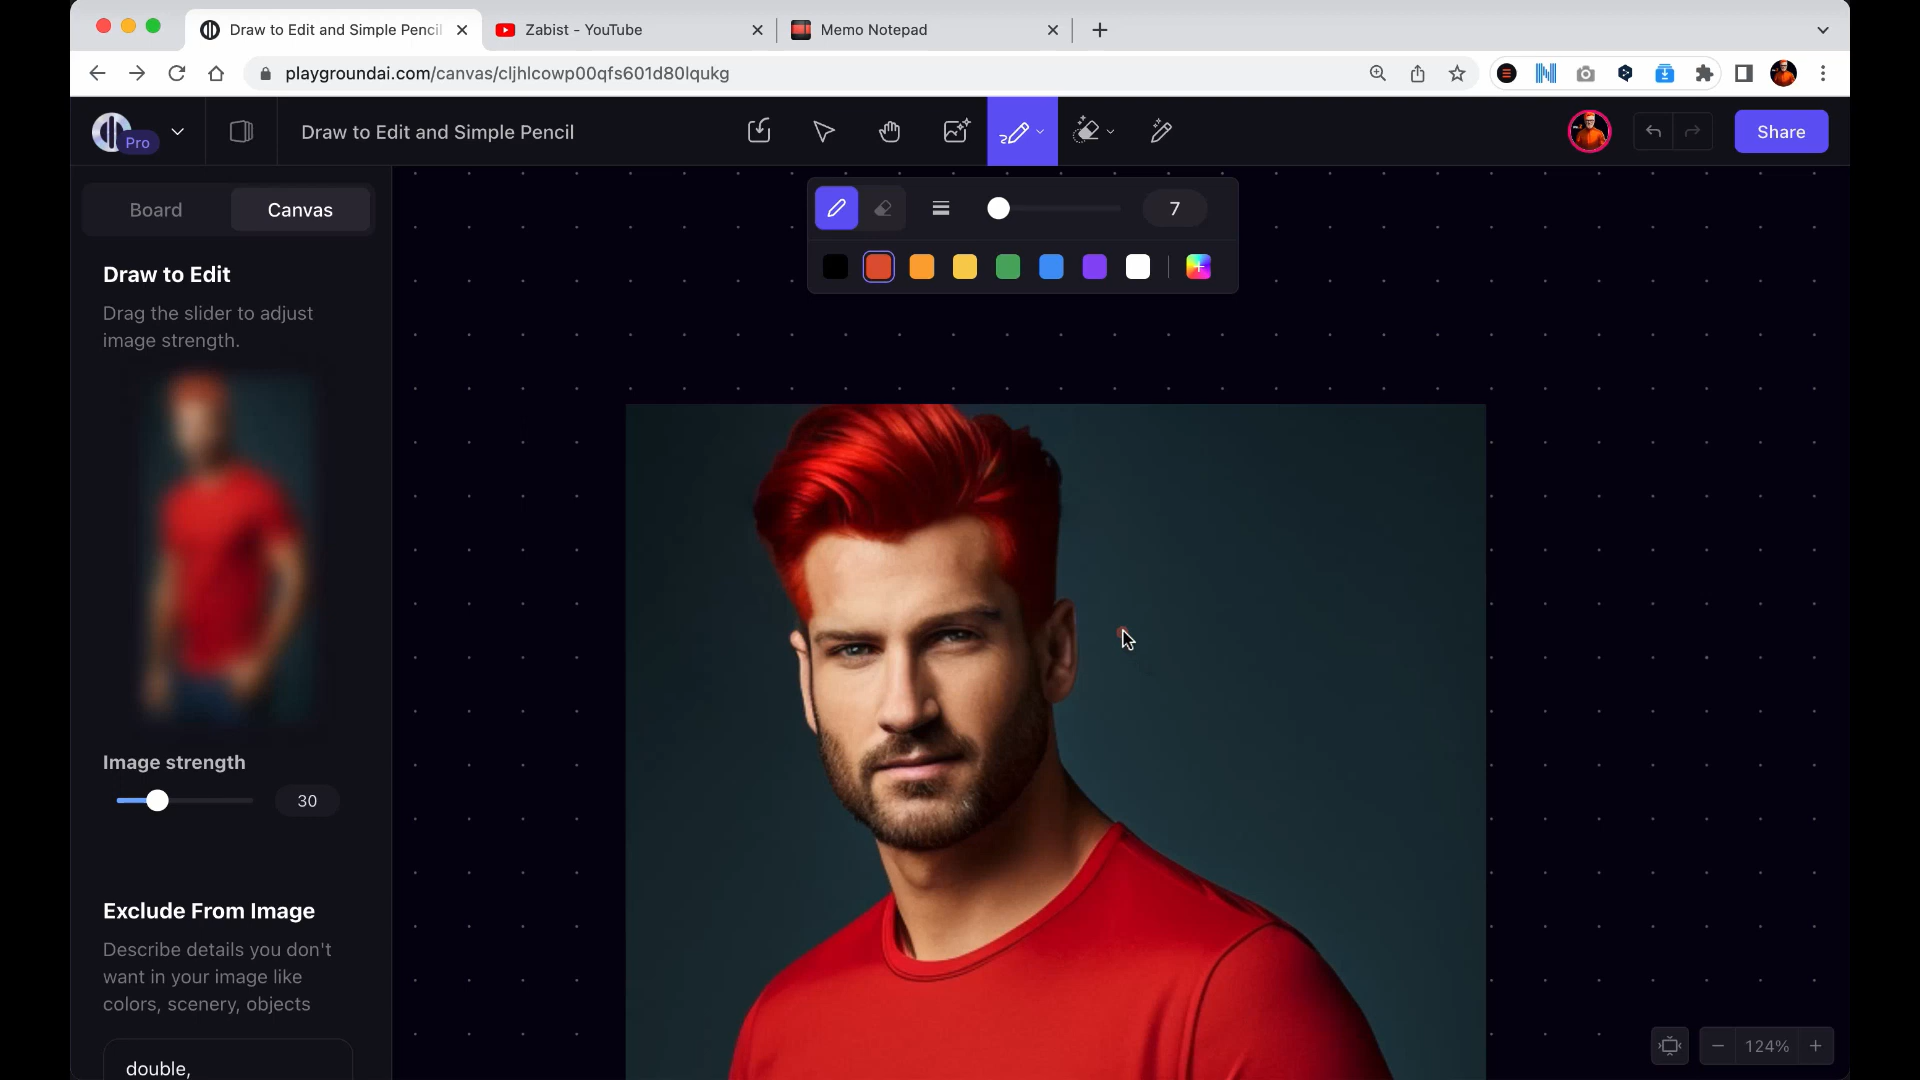 Draw to Edit and Simple Pencil
Zabist - YouTube
Memo Notepad
playgroundai.com/canvas/cljhlcowp00qfs601d80lqukg
Pro
Draw to Edit and Simple Pencil
Share
Board
Canvas
7
Draw to Edit
Drag the slider to adjust
image strength.
Image strength
30
Exclude From Image
Describe details you don't
want in your image like
colors, scenery, objects
double,
124%